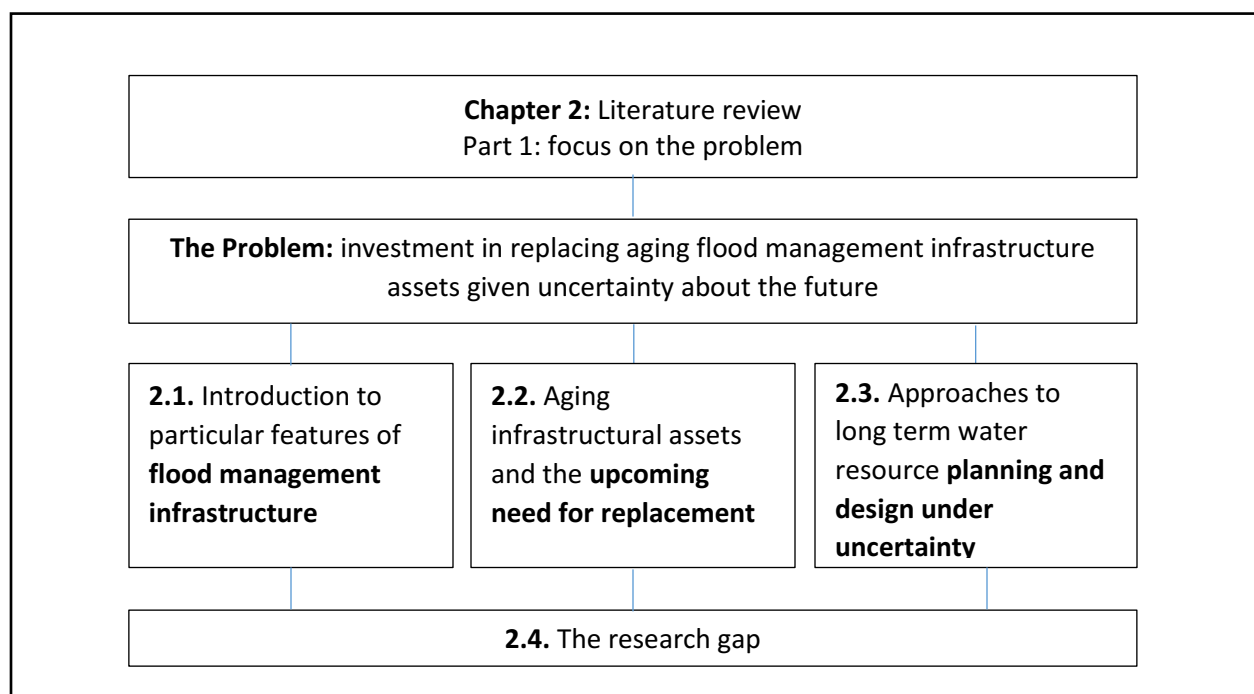 Chapter 2: Literature review
Part 1: focus on the problem
The Problem: investment in replacing aging flood management infrastructure
assets given uncertainty about the future
2.1. Introduction to
particular features of
flood management
infrastructure
2.2. Aging
infrastructural assets
and the upcoming
need for replacement
2.3. Approaches to
long term water
resource planning and
design under
uncertainty
2.4. The research gap